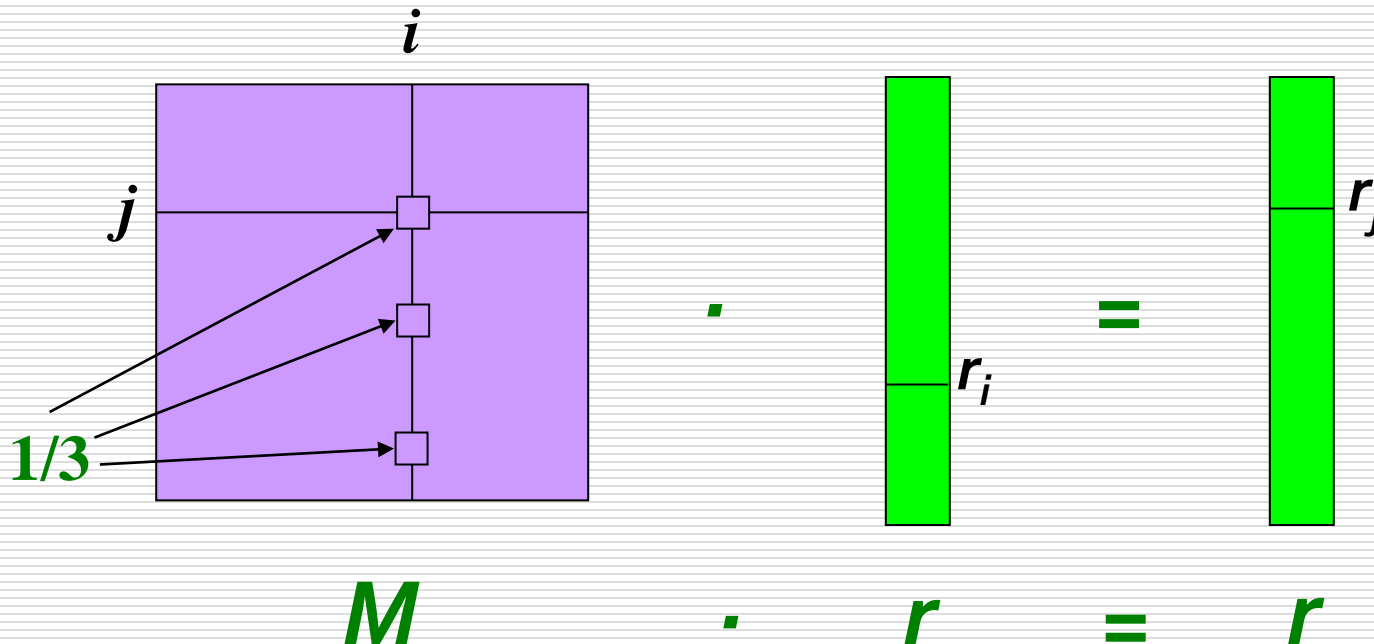 i
j
· =
r_i
r_j
1/3
M · r = r